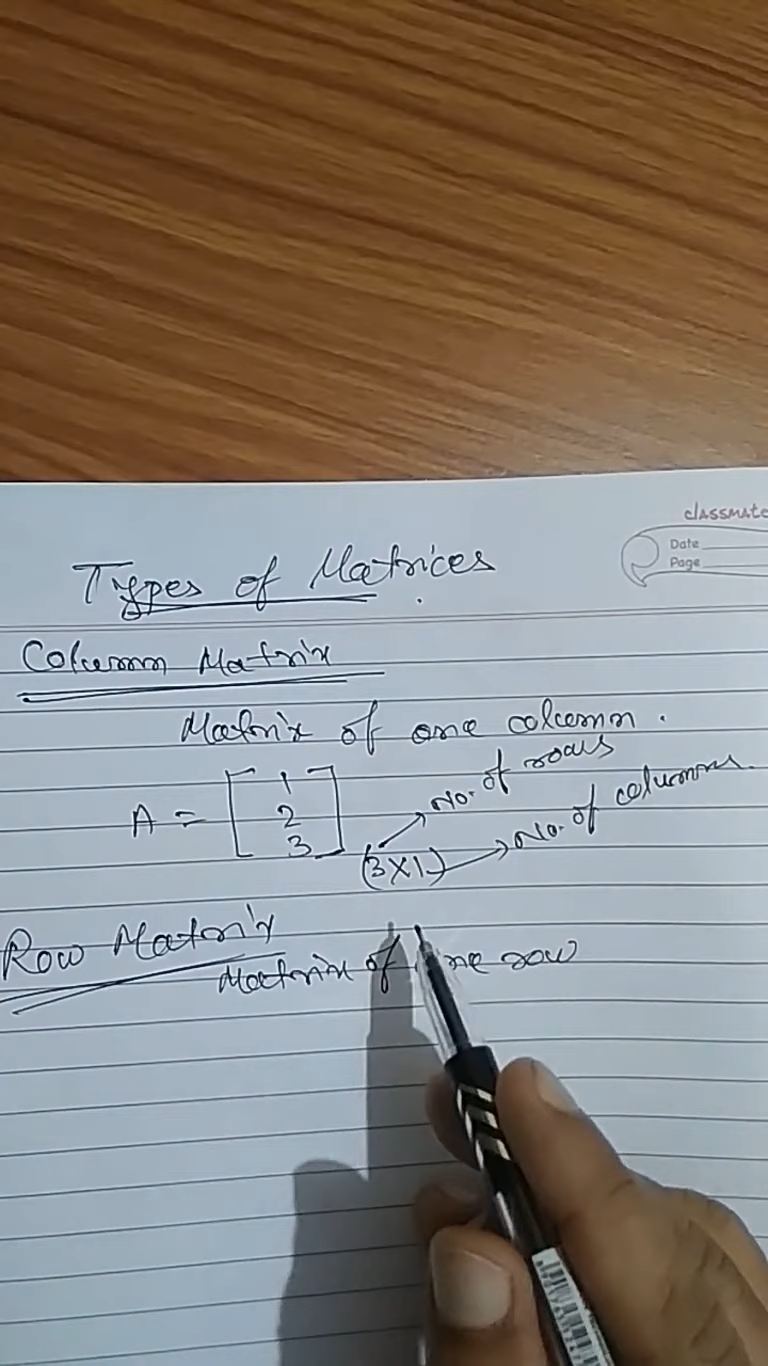 classmate
Date
Page
Types of Matrices
Column Matrix
Matrix of one column.
A = [ 1
2
3 ] (3×1)
No. of rows
No. of columns.
Row Matrix
Matrix of one row